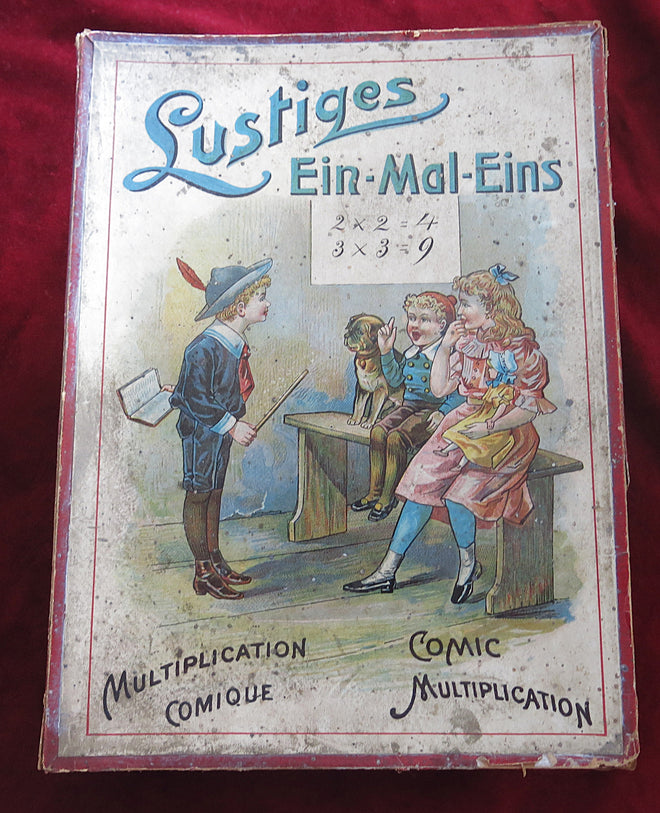 Lustiges
Ein-Mal-Eins
2 × 2 = 4
3 × 3 = 9
MULTIPLICATION
COMIQUE
COMIC
MULTIPLICATION